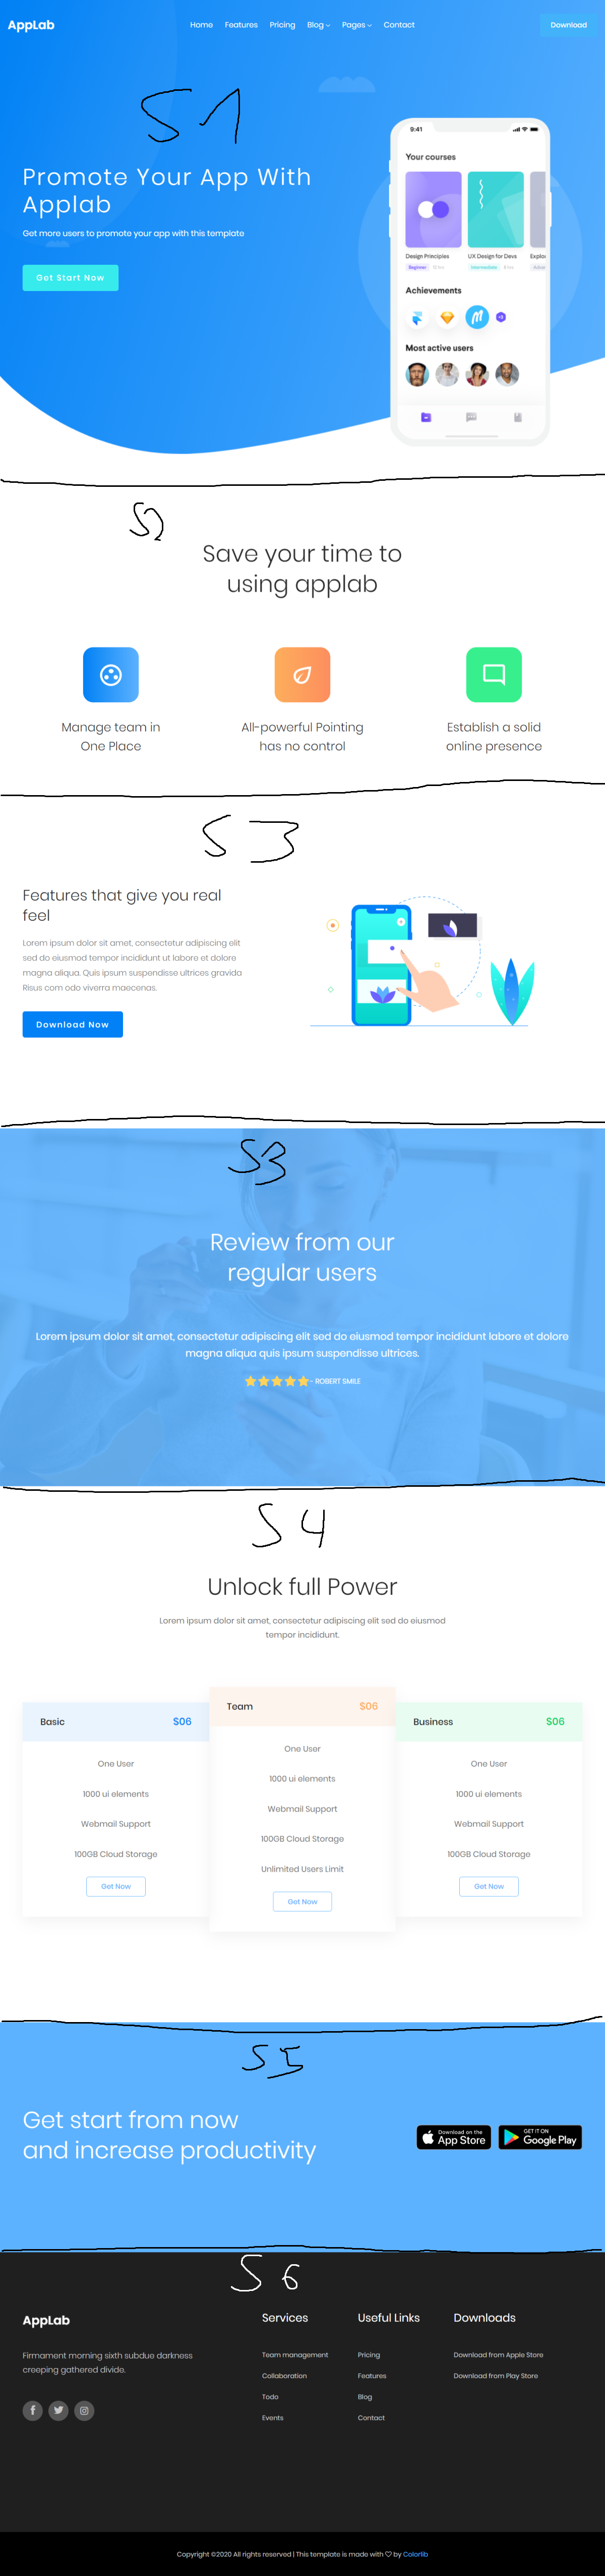 AppLab
Home Features Pricing Blog Pages Contact
Download
S1
9:41
Your courses
Promote Your App With
Applab
Get more users to promote your app with this template
Get Start Now
Design Principles UX Design for Devs Explo
Beginner Intermediate
Achievements
+3
Most active users
S2
Save your time to
using applab
Manage team in
One Place
All-powerful Pointing
has no control
Establish a solid
online presence
S3
Features that give you real
feel
Lorem ipsum dolor sit amet, consectetur adipiscing elit
sed do eiusmod tempor incididunt ut labore et dolore
magna aliqua. Quis ipsum suspendisse ultrices gravida
Risus com odo viverra maecenas.
Download Now
S3
Review from our
regular users
Lorem ipsum dolor sit amet, consectetur adipiscing elit sed do eiusmod tempor incididunt labore et dolore
magna aliqua quis ipsum suspendisse ultrices.
- ROBERT SMILE
S4
Unlock full Power
Lorem ipsum dolor sit amet, consectetur adipiscing elit sed do eiusmod
tempor incididunt.
Basic $06
One User
1000 ui elements
Webmail Support
100GB Cloud Storage
Get Now
Team $06
One User
1000 ui elements
Webmail Support
100GB Cloud Storage
Unlimited Users Limit
Get Now
Business $06
One User
1000 ui elements
Webmail Support
100GB Cloud Storage
Get Now
S5
Get start from now
and increase productivity
Download on the
App Store
GET IT ON
Google Play
S6
AppLab
Firmament morning sixth subdue darkness
creeping gathered divide.
Services
Team management
Collaboration
Todo
Events
Useful Links
Pricing
Features
Blog
Contact
Downloads
Download from Apple Store
Download from Play Store
Copyright ©2020 All rights reserved | This template is made with ♡ by Colorlib